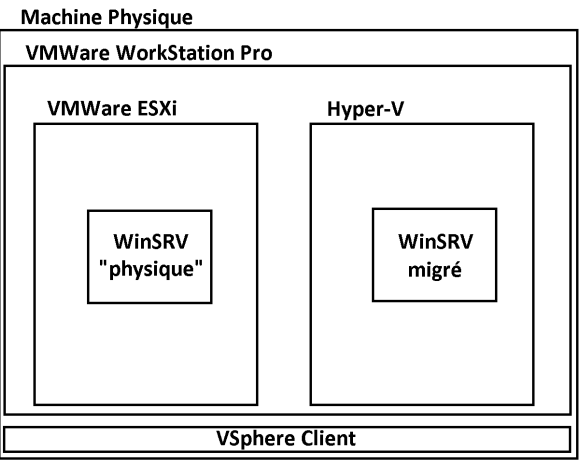 Machine Physique
VMWare WorkStation Pro
VMWare ESXi
Hyper-V
WinSRV
"physique"
WinSRV
migré
VSphere Client